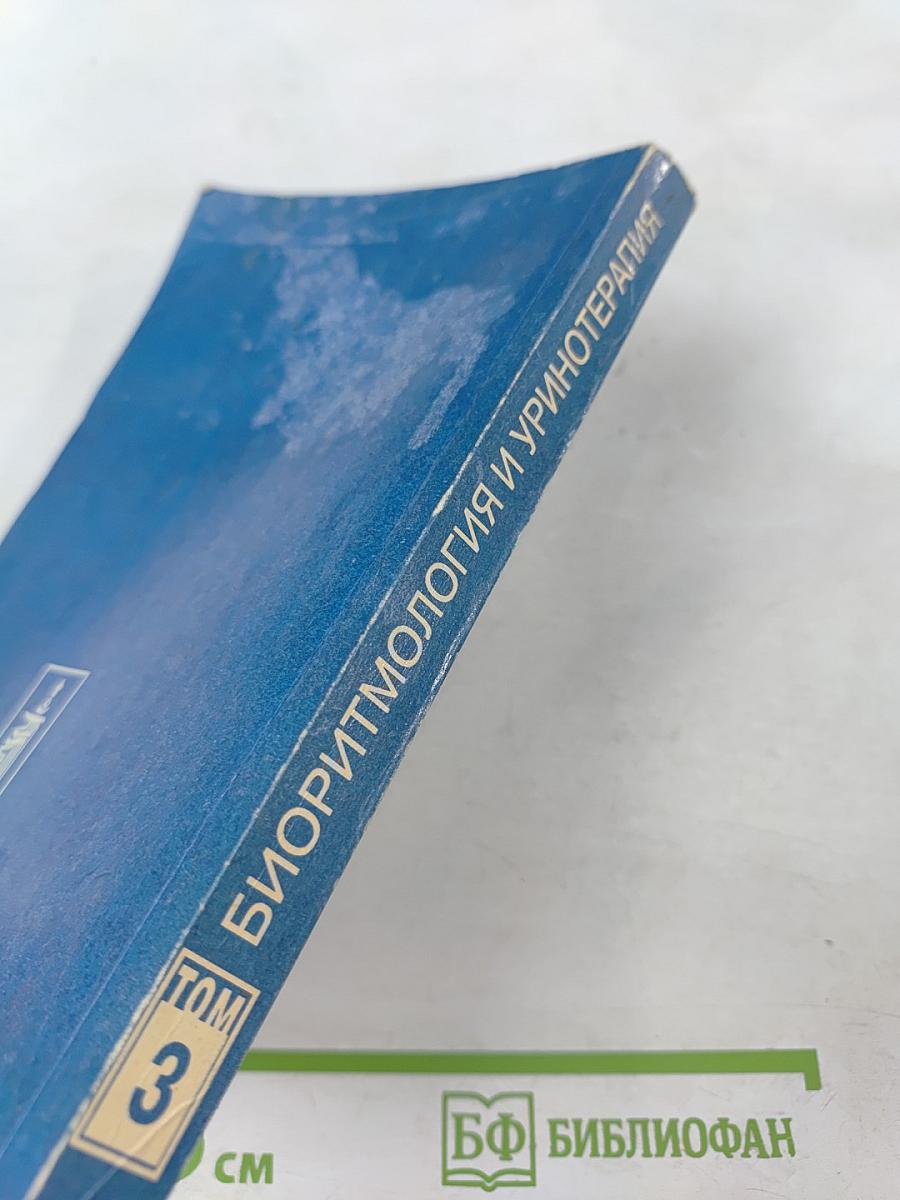 БИОРИТМОЛОГИЯ И УРИНОТЕРАПИЯ
ТОМ
3
см
БФ БИБЛИОФАН